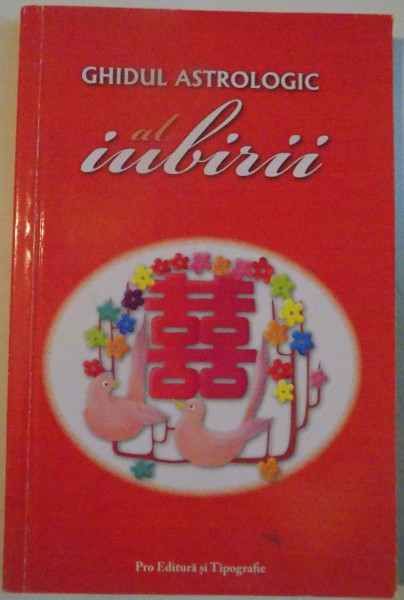 GHIDUL ASTROLOGIC
al
iubirii
囍
Pro Editură și Tipografie